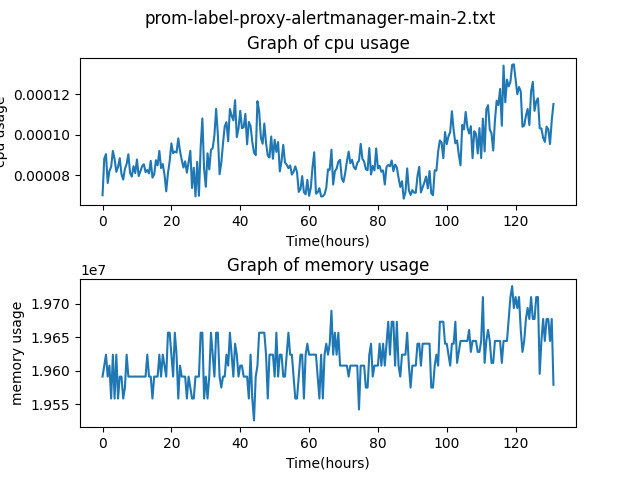 prom-label-proxy-alertmanager-main-2.txt
Graph of cpu usage
cpu usage
0.00012
0.00010
0.00008
0 20 40 60 80 100 120
Time(hours)
Graph of memory usage
1e7
memory usage
1.970
1.965
1.960
1.955
0 20 40 60 80 100 120
Time(hours)